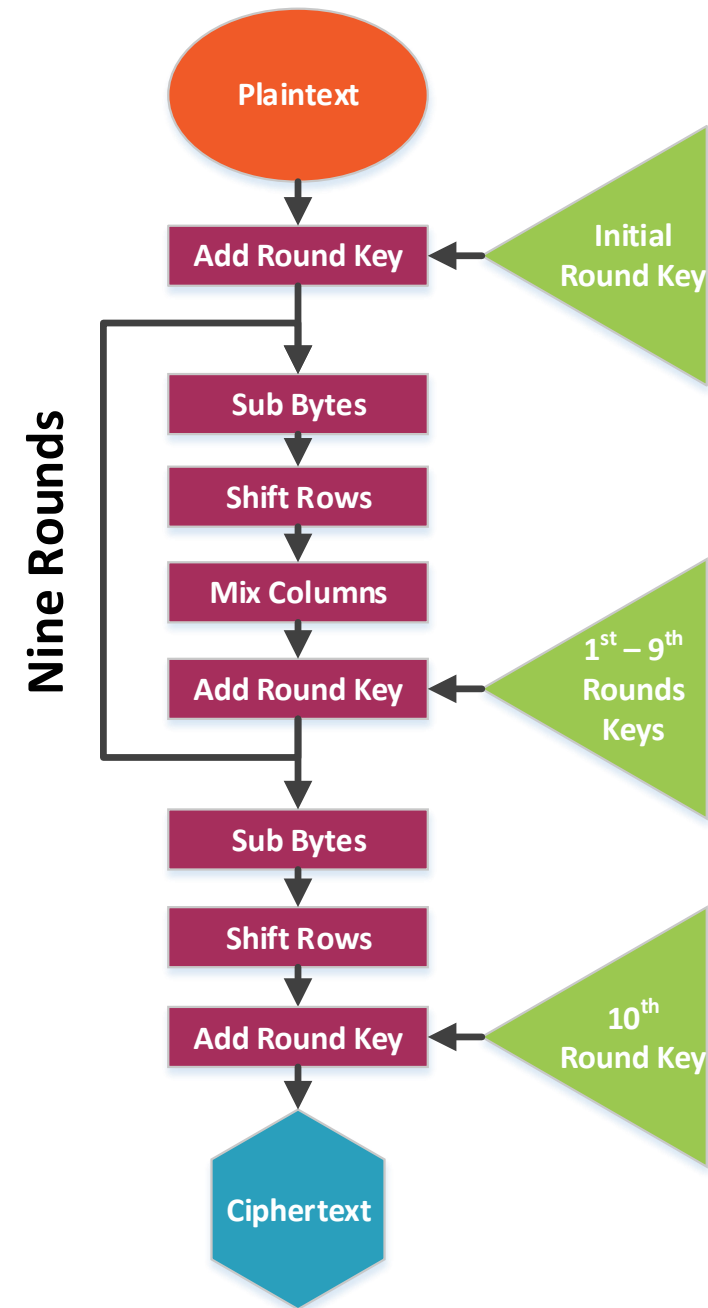 Plaintext
Add Round Key
Initial
Round Key
Sub Bytes
Shift Rows
Mix Columns
Add Round Key
1st – 9th
Rounds
Keys
Nine Rounds
Sub Bytes
Shift Rows
Add Round Key
10th
Round Key
Ciphertext